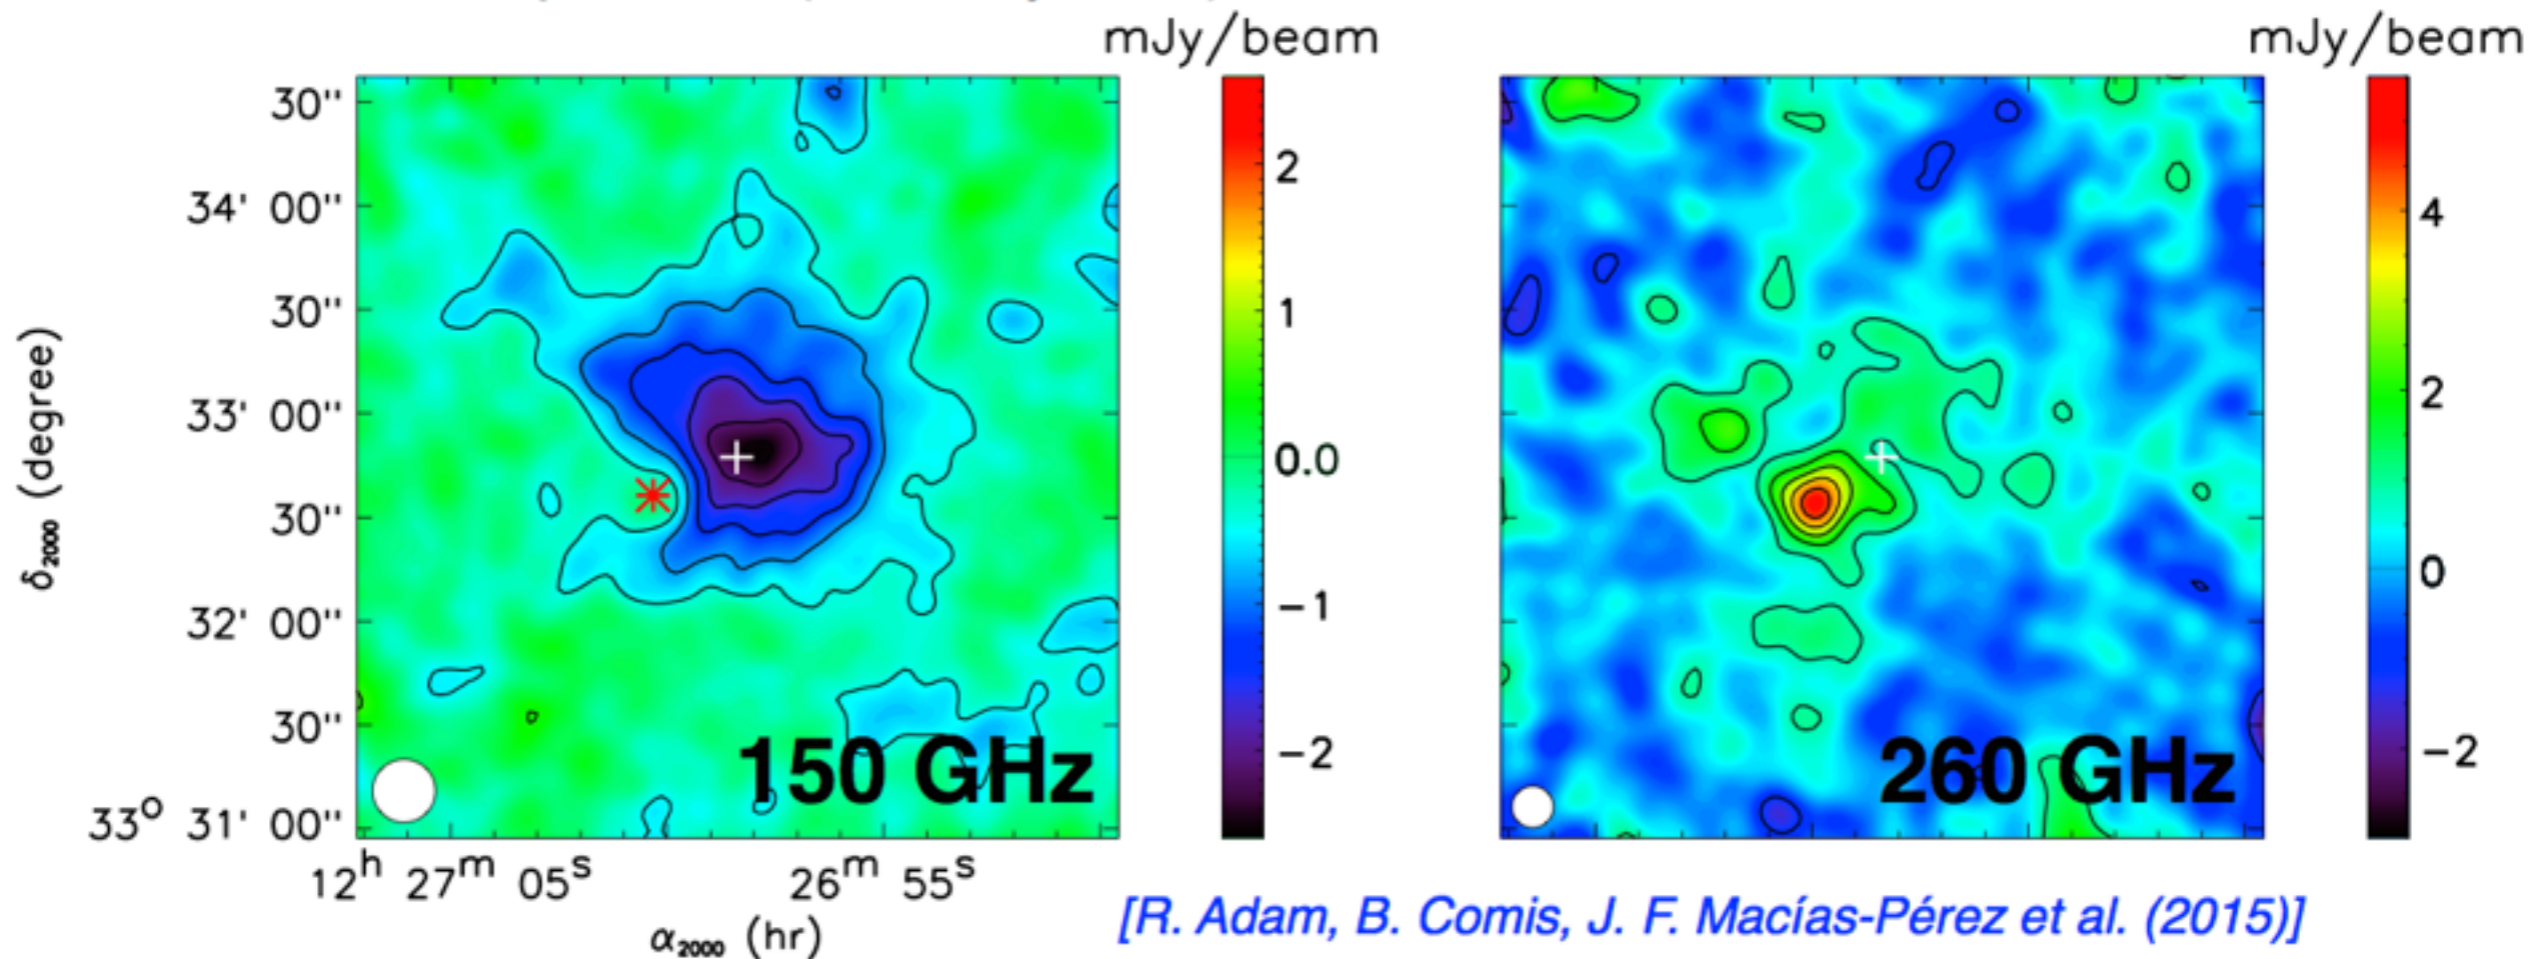 mJy/beam
mJy/beam
30''
34' 00''
30''
33' 00''
30''
32' 00''
30''
33° 31' 00''
δ2000 (degree)
2
1
0.0
−1
−2
4
2
0
−2
150 GHz
260 GHz
12h 27m 05s
26m 55s
α2000 (hr)
[R. Adam, B. Comis, J. F. Macías-Pérez et al. (2015)]